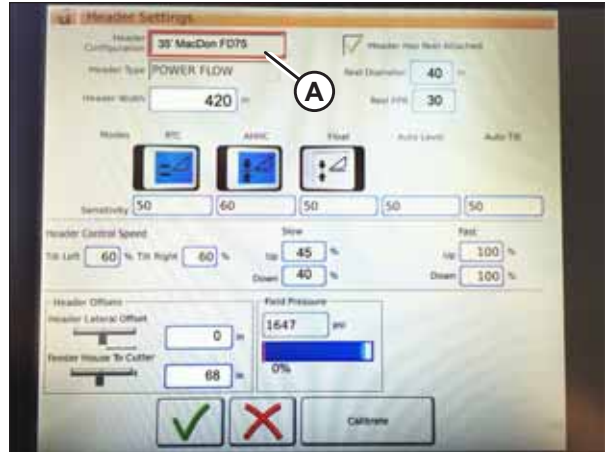 Header Settings
Header Configuration 35' MacDon FD75 Header Has Reel Attached
A
Header Type POWER FLOW Reel Diameter 40 in
Header Width 420 in Reel PPR 30
Modes RTC AHHC Float Auto Level Auto Tilt
Sensitivity 50 60 50 50 50
Header Control Speed Slow Fast
Tilt Left 60 % Tilt Right 60 % Up 45 % Up 100 %
Down 40 % Down 100 %
Header Offsets Field Pressure
Header Lateral Offset 1647 psi
0 in
Feeder House To Cutter 0%
68 in
Calibrate